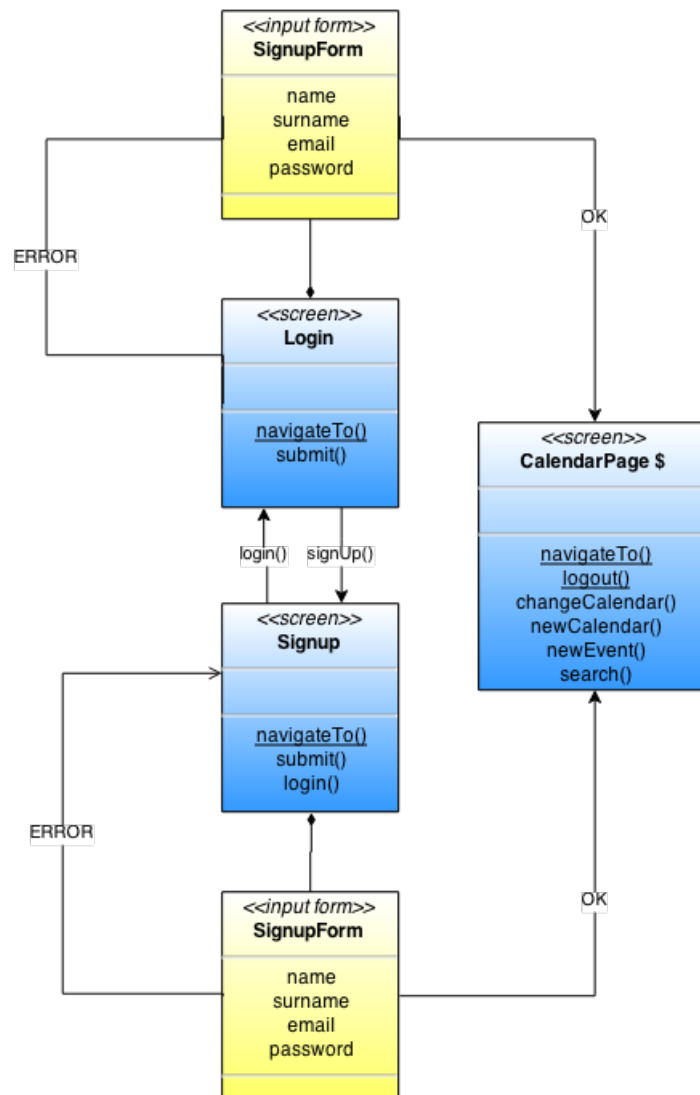 <<input form>>
SignupForm
name
surname
email
password
ERROR
OK
<<screen>>
Login
navigateTo()
submit()
<<screen>>
CalendarPage $
navigateTo()
logout()
changeCalendar()
newCalendar()
newEvent()
search()
login()
signUp()
<<screen>>
Signup
navigateTo()
submit()
login()
ERROR
OK
<<input form>>
SignupForm
name
surname
email
password